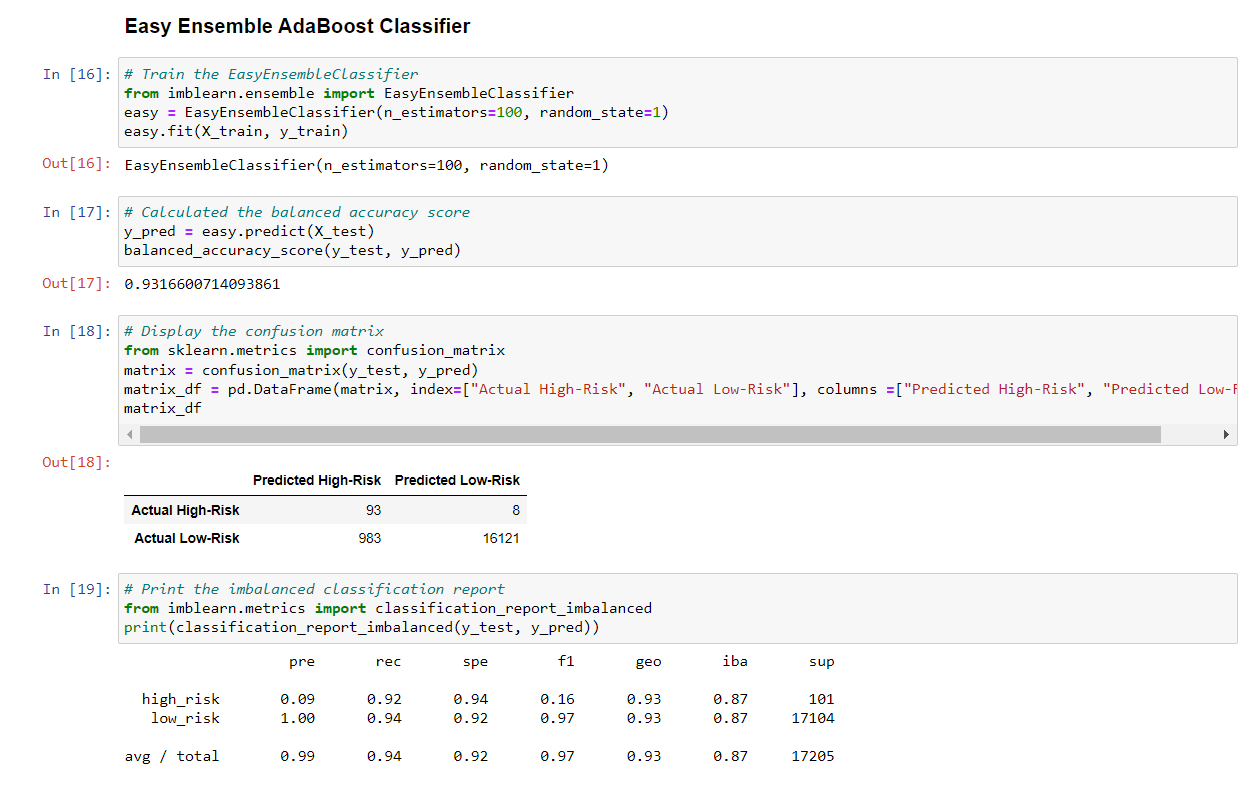 Easy Ensemble AdaBoost Classifier
In [16]: # Train the EasyEnsembleClassifier
from imblearn.ensemble import EasyEnsembleClassifier
easy = EasyEnsembleClassifier(n_estimators=100, random_state=1)
easy.fit(X_train, y_train)
Out[16]: EasyEnsembleClassifier(n_estimators=100, random_state=1)
In [17]: # Calculated the balanced accuracy score
y_pred = easy.predict(X_test)
balanced_accuracy_score(y_test, y_pred)
Out[17]: 0.9316600714093861
In [18]: # Display the confusion matrix
from sklearn.metrics import confusion_matrix
matrix = confusion_matrix(y_test, y_pred)
matrix_df = pd.DataFrame(matrix, index=["Actual High-Risk", "Actual Low-Risk"], columns =["Predicted High-Risk", "Predicted Low-
matrix_df
Out[18]:
Predicted High-Risk Predicted Low-Risk
Actual High-Risk 93 8
Actual Low-Risk 983 16121
In [19]: # Print the imbalanced classification report
from imblearn.metrics import classification_report_imbalanced
print(classification_report_imbalanced(y_test, y_pred))
pre rec spe f1 geo iba sup
high_risk 0.09 0.92 0.94 0.16 0.93 0.87 101
low_risk 1.00 0.94 0.92 0.97 0.93 0.87 17104
avg / total 0.99 0.94 0.92 0.97 0.93 0.87 17205